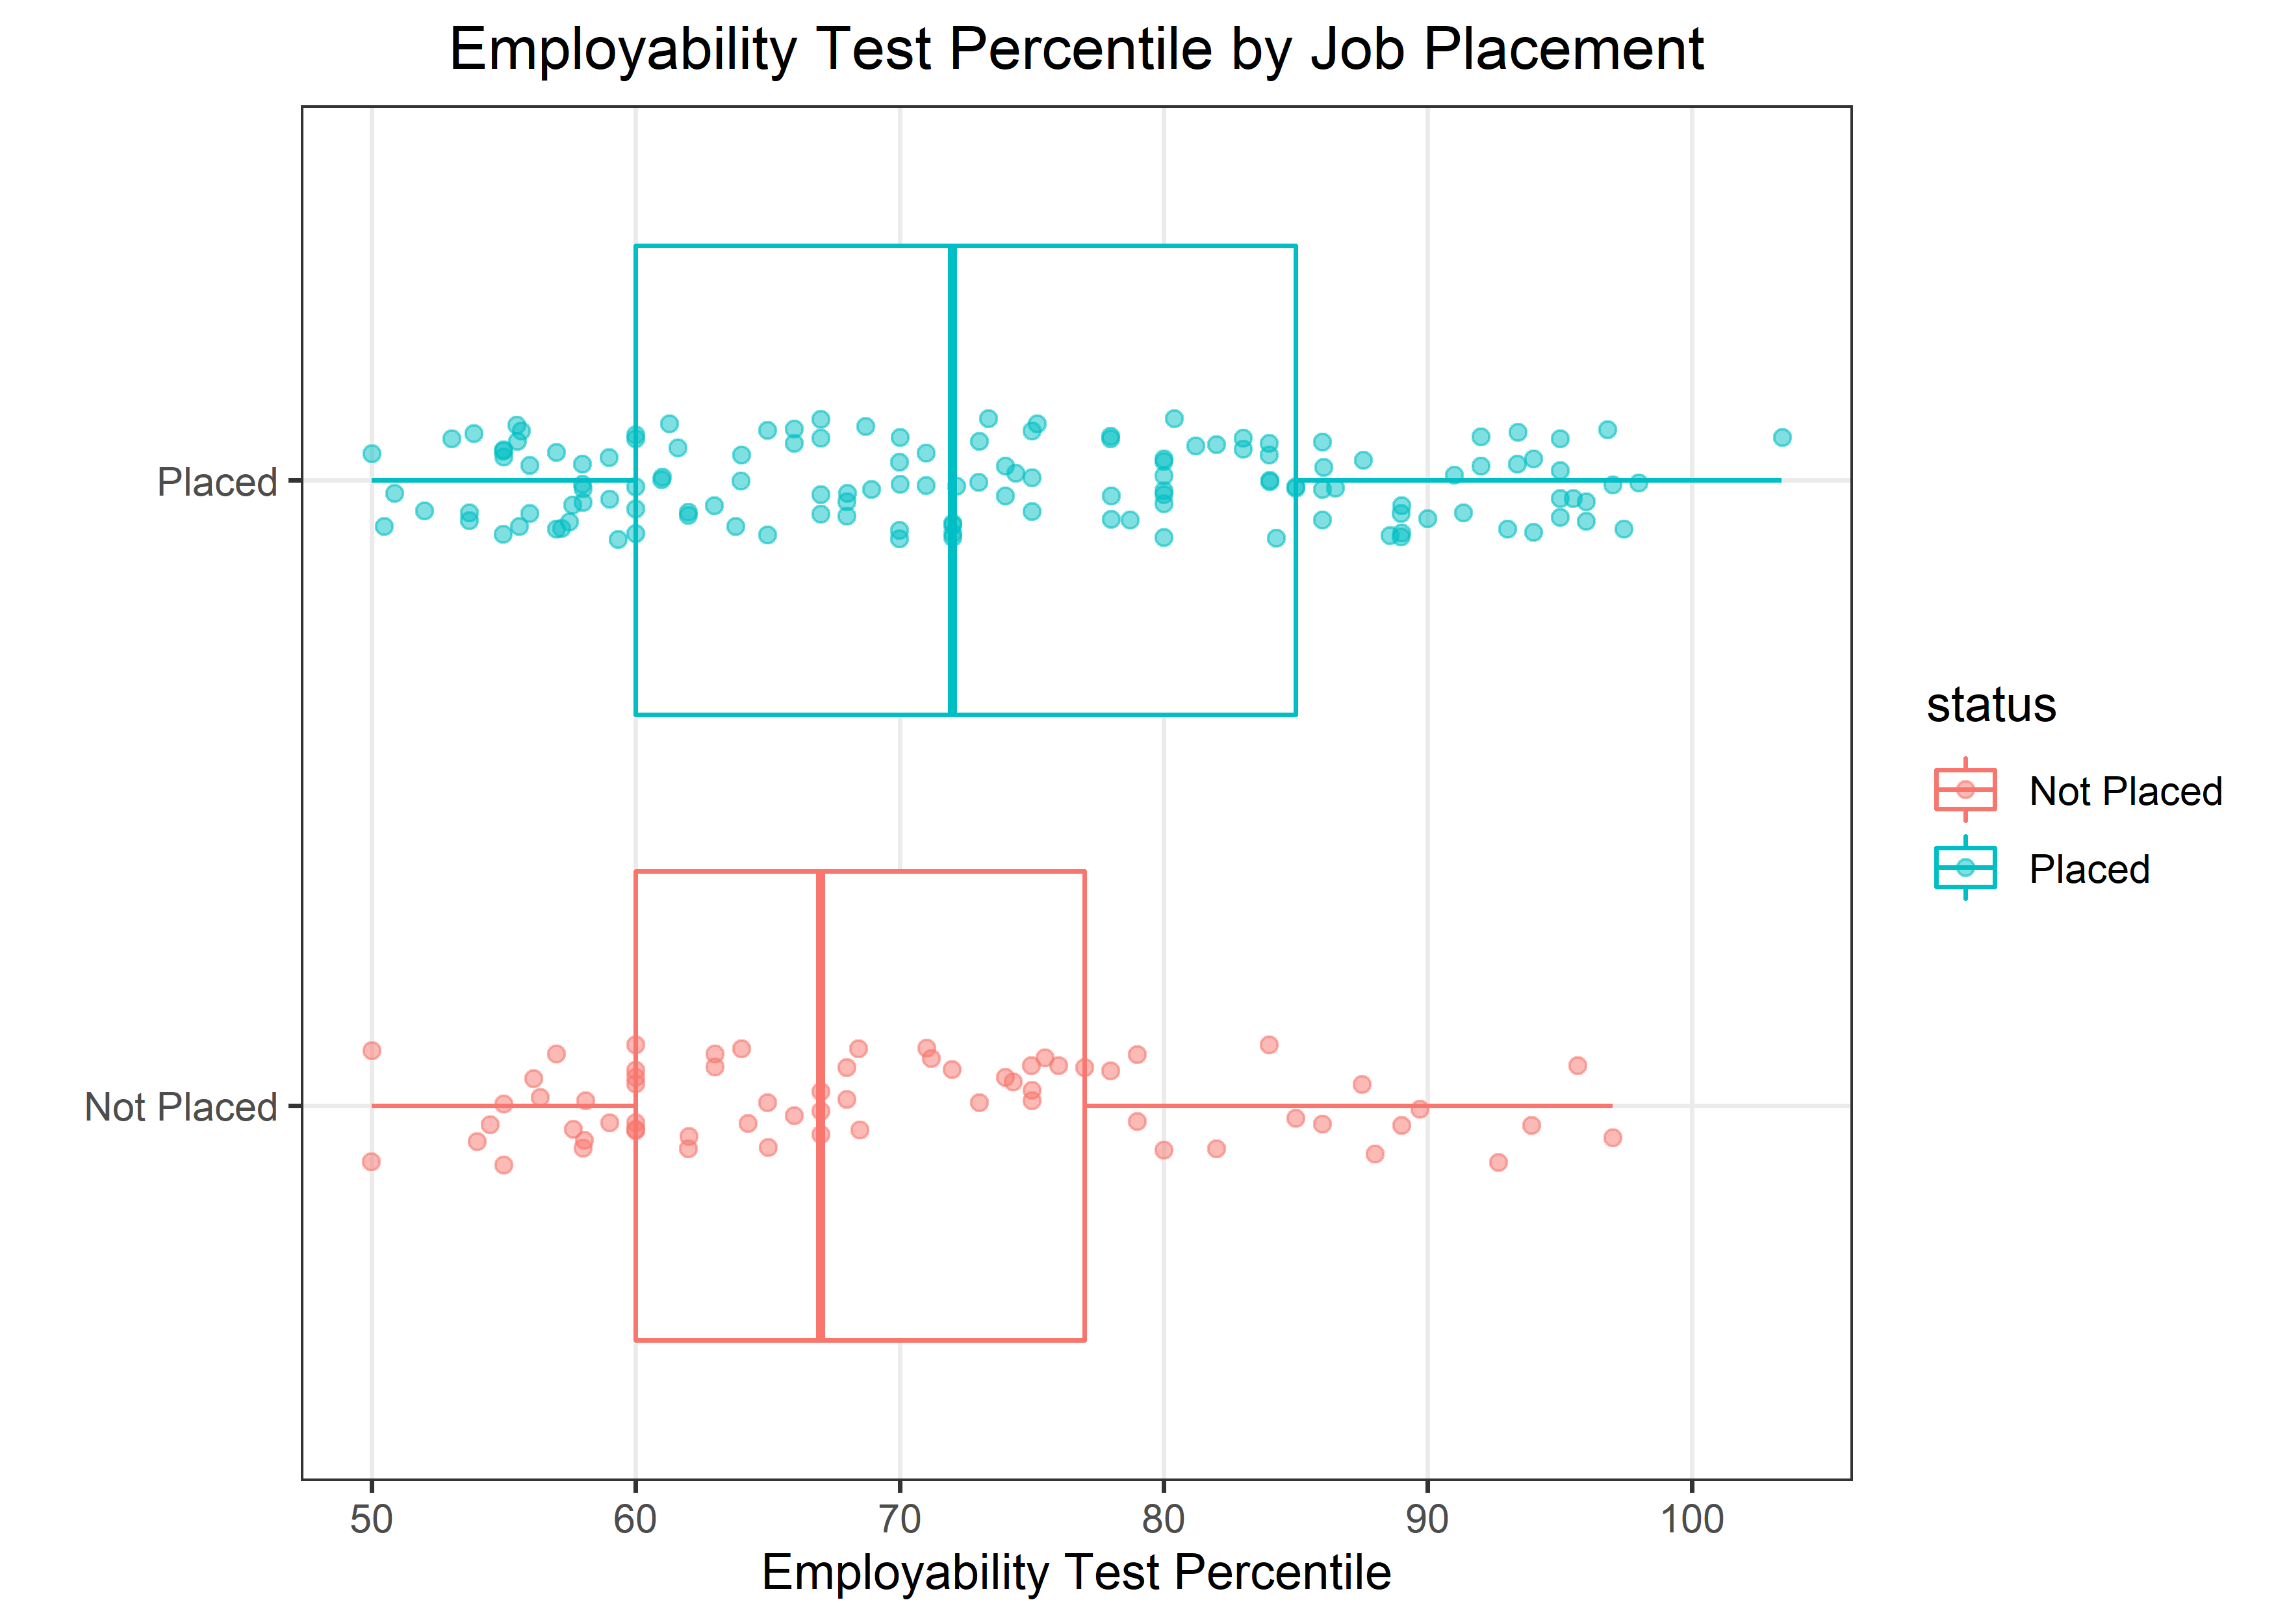 Employability Test Percentile by Job Placement
Placed
Not Placed
50 60 70 80 90 100
Employability Test Percentile
status
Not Placed
Placed